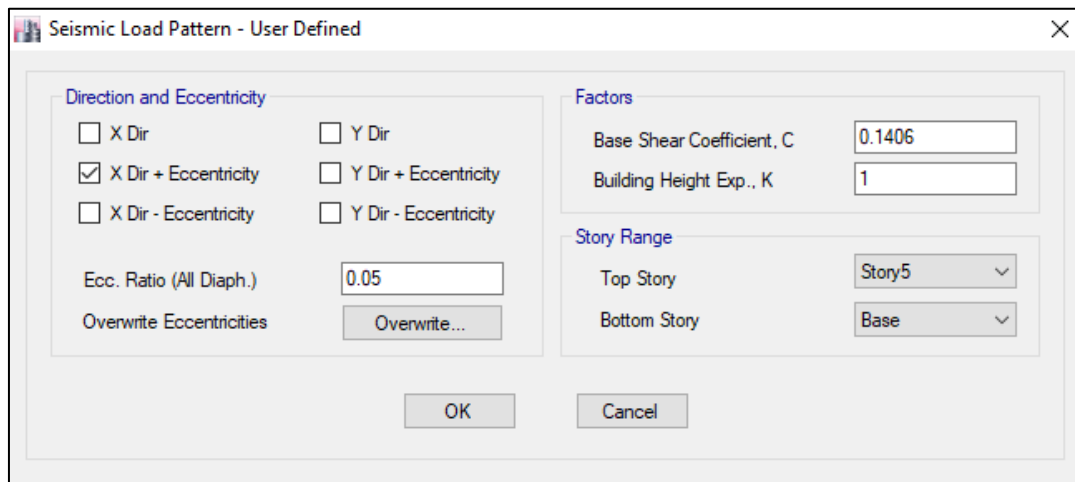 Seismic Load Pattern - User Defined
Direction and Eccentricity
X Dir
Y Dir
X Dir + Eccentricity
Y Dir + Eccentricity
X Dir - Eccentricity
Y Dir - Eccentricity
Ecc. Ratio (All Diaph.)
0.05
Overwrite Eccentricities
Overwrite...
Factors
Base Shear Coefficient, C
0.1406
Building Height Exp., K
1
Story Range
Top Story
Story5
Bottom Story
Base
OK
Cancel